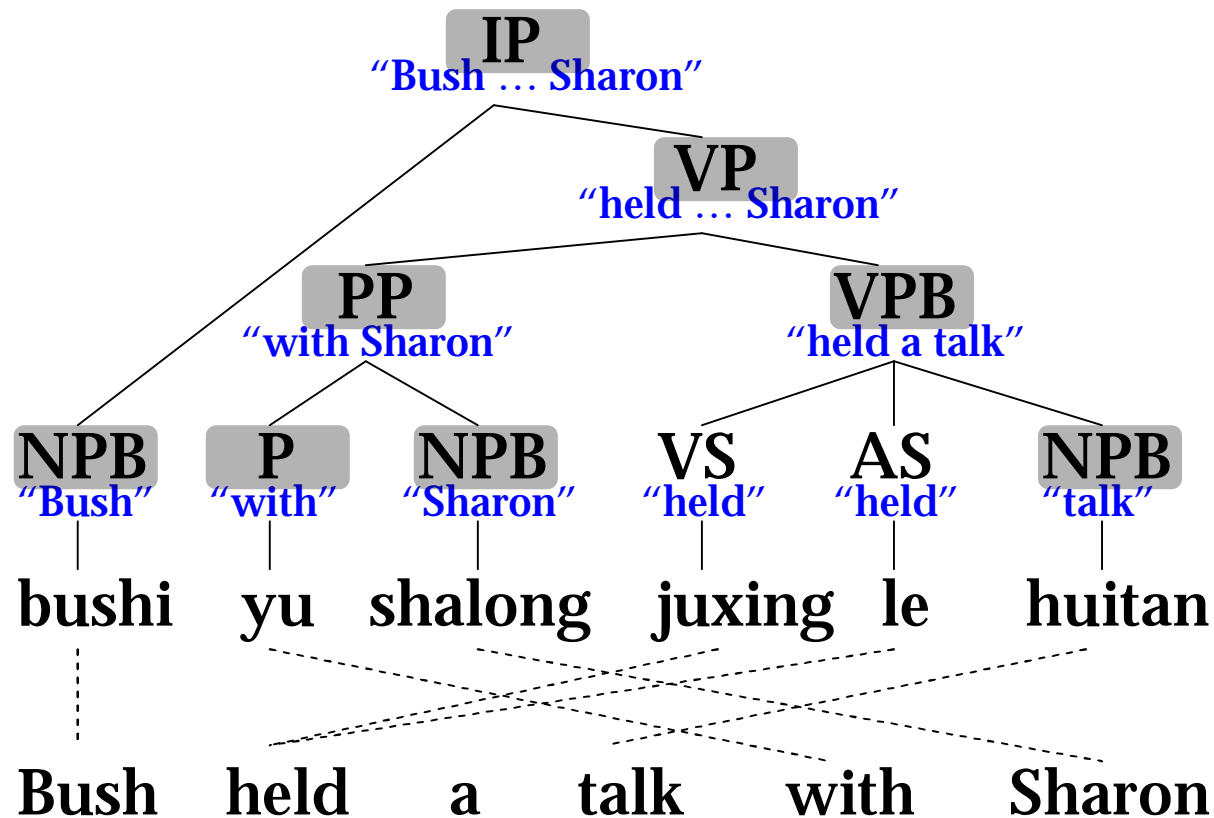 IP
“Bush … Sharon”
VP
“held … Sharon”
PP VPB
“with Sharon” “held a talk”
NPB P NPB VS AS NPB
“Bush” “with” “Sharon” “held” “held” “talk”
bushi yu shalong juxing le huitan
Bush held a talk with Sharon